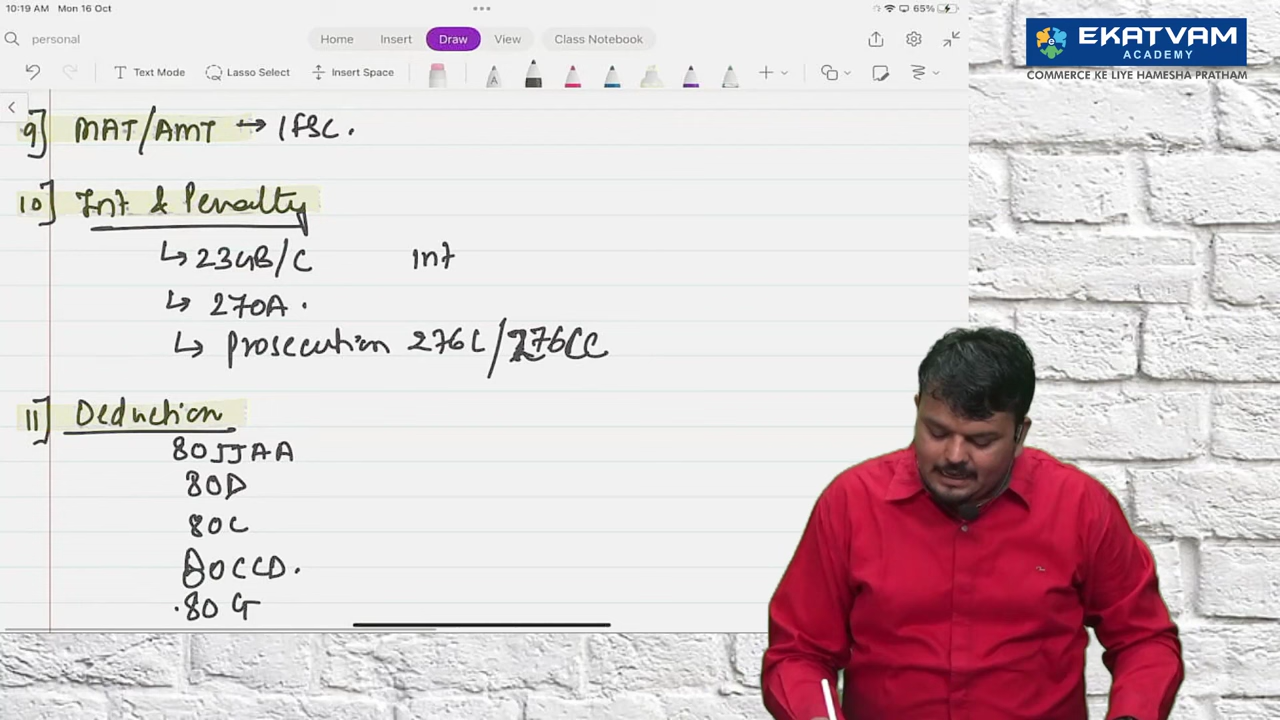 10:19 AM Mon 16 Oct
65%
personal
Insert Draw View Class Notebook
Text Mode Lasso Select Insert Space
EKATVAM
ACADEMY
COMMERCE KE LIYE HAMESHA PRATHAM
9] MAT/AMT → IFSC.
10] Int & Penalty
↳ 234B/C Int
↳ 270A.
↳ Prosecution 276C/276CC
11] Deduction
80JJAA
80D
80C
80CCD.
.80G